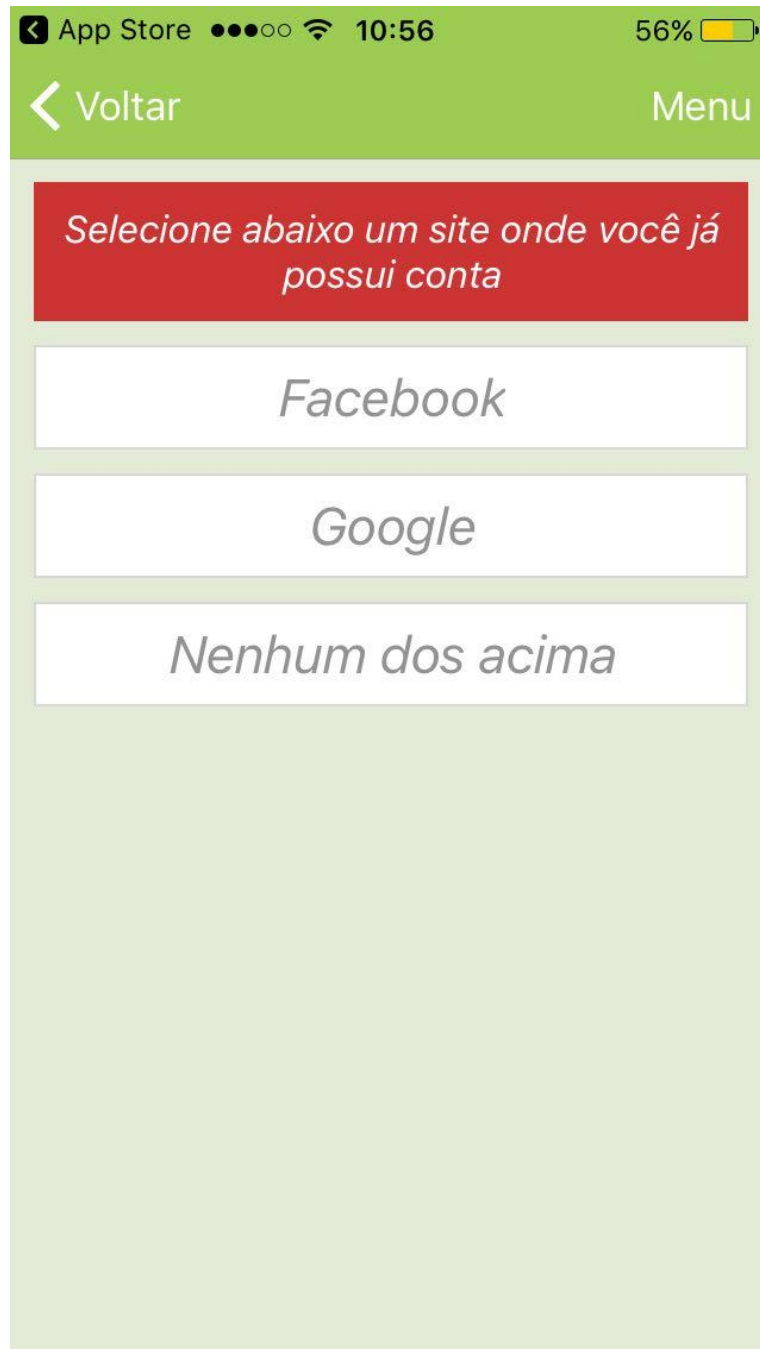 App Store 10:56 56%
Voltar Menu
Selecione abaixo um site onde você já
possui conta
Facebook
Google
Nenhum dos acima